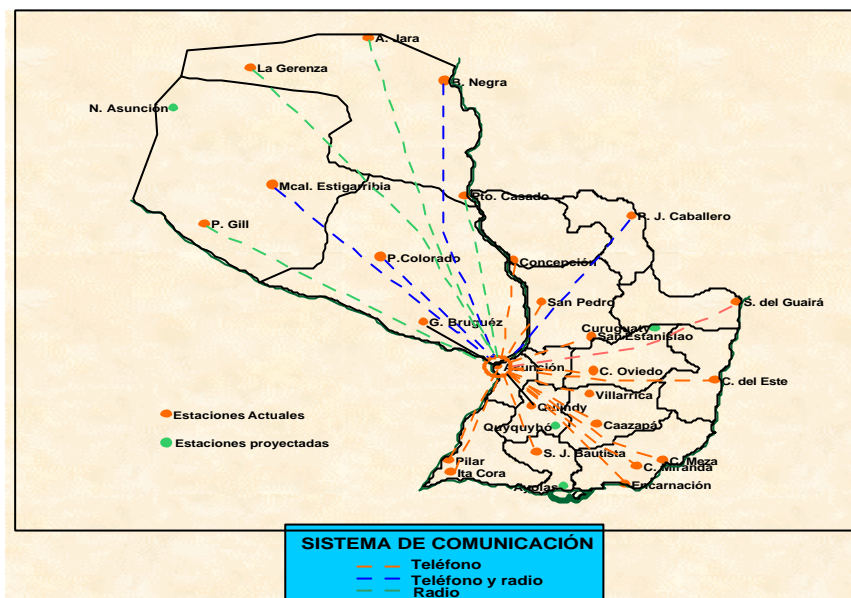 A. Jara
La Gerenza
B. Negra
N. Asunción
Mcal. Estigarribia
Pto. Casado
P. J. Caballero
P. Gill
P.Colorado
Concepción
San Pedro
S. del Guairá
G. Bruguéz
Curuguaty
San Estanislao
Asunción
C. Oviedo
C. del Este
Villarrica
Estaciones Actuales
Quiindy
Quyquyhó
Caazapá
Estaciones proyectadas
S. J. Bautista
Pilar
C. Meza
C. Miranda
Ita Cora
Ayolas
Encarnación
SISTEMA DE COMUNICACIÓN
Teléfono
Teléfono y radio
Radio